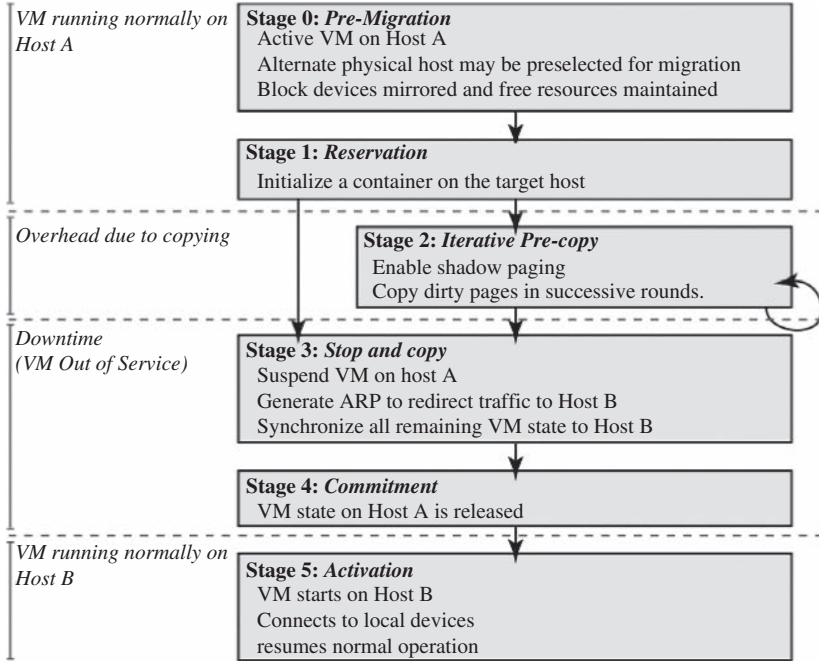 VM running normally on
Host A
Stage 0: Pre-Migration
Active VM on Host A
Alternate physical host may be preselected for migration
Block devices mirrored and free resources maintained
Stage 1: Reservation
Initialize a container on the target host
Overhead due to copying
Stage 2: Iterative Pre-copy
Enable shadow paging
Copy dirty pages in successive rounds.
Downtime
(VM Out of Service)
Stage 3: Stop and copy
Suspend VM on host A
Generate ARP to redirect traffic to Host B
Synchronize all remaining VM state to Host B
Stage 4: Commitment
VM state on Host A is released
VM running normally on
Host B
Stage 5: Activation
VM starts on Host B
Connects to local devices
resumes normal operation